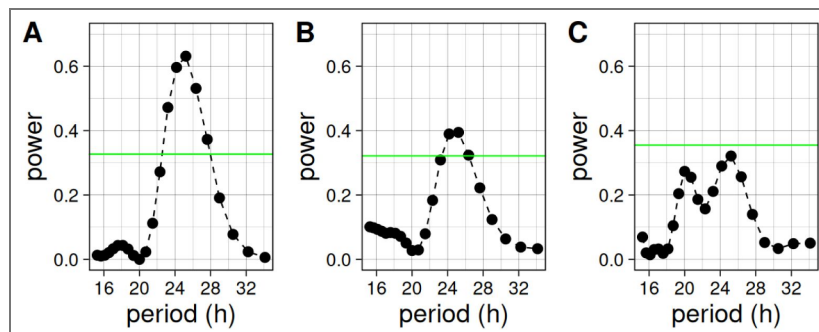 A B C
power power power
0.6 0.6 0.6
0.4 0.4 0.4
0.2 0.2 0.2
0.0 0.0 0.0
16 20 24 28 32 16 20 24 28 32 16 20 24 28 32
period (h) period (h) period (h)